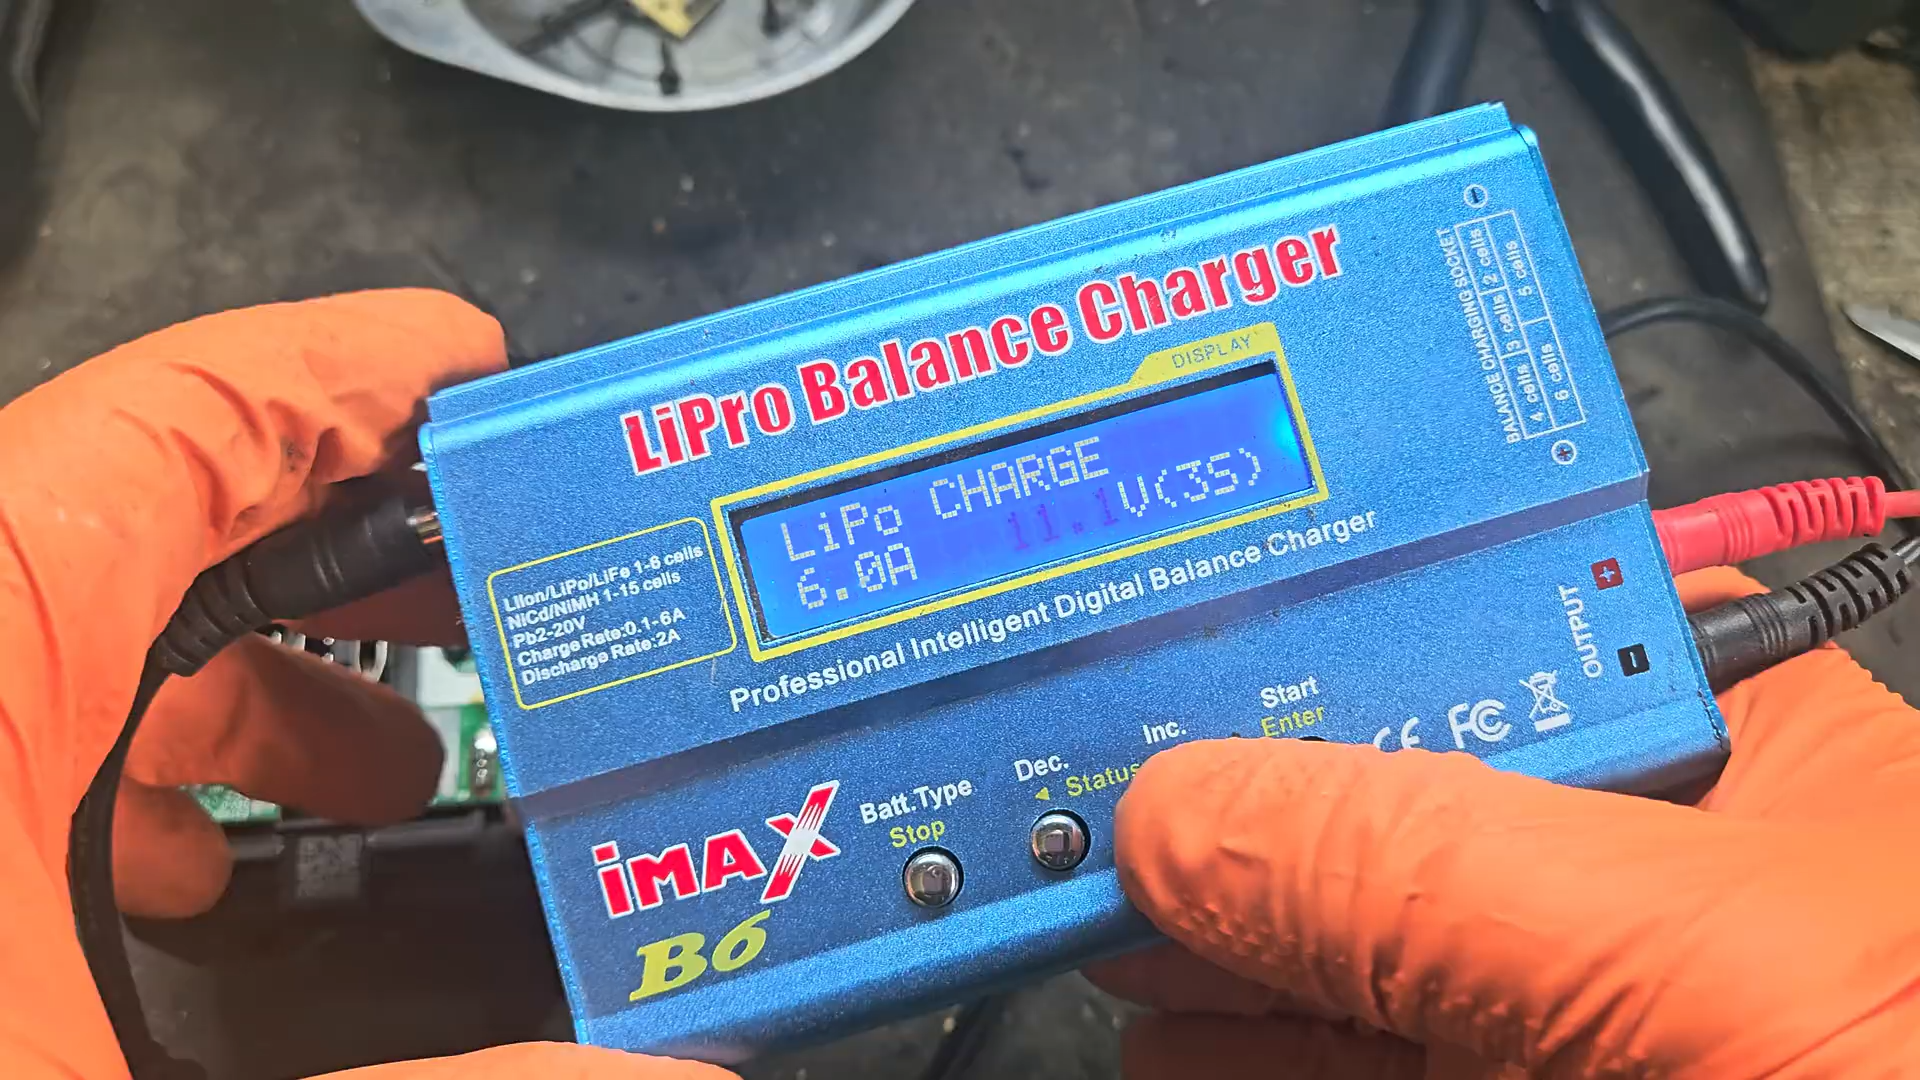 LiPro Balance Charger
DISPLAY
LiPo CHARGE
6.0A 11.1V(3S)
Professional Intelligent Digital Balance Charger
LiIon/LiPo/LiFe 1-6 cells
NiCd/NiMH 1-15 cells
Pb2-20V
Charge Rate:0.1-6A
Discharge Rate:2A
BALANCE CHARGING SOCKET
2 cells
3 cells
4 cells
5 cells
6 cells
OUTPUT
+
-
iMAX
B6
Batt.Type
Stop
Dec.
◄ Status
Inc.
Start
Enter
CE FC